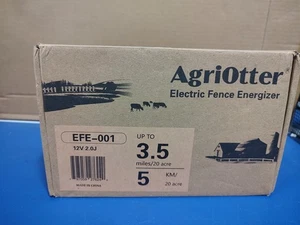 AgriOtter
Electric Fence Energizer
EFE-001
12V 2.0J
UP TO
3.5
miles/20 acre
5
KM/
20 acre